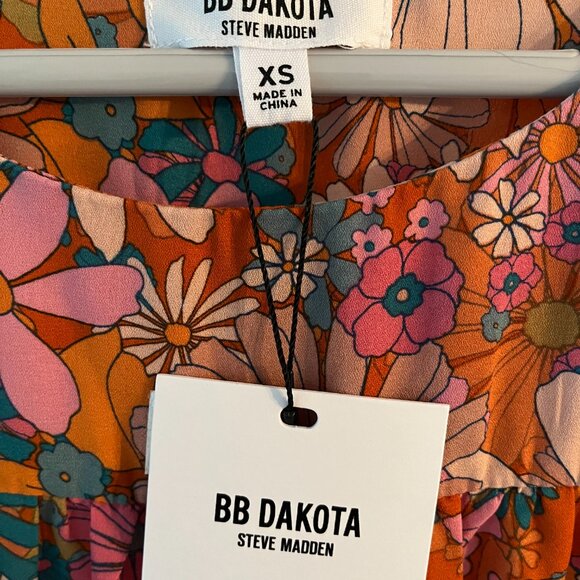 BB DAKOTA
STEVE MADDEN
XS
MADE IN
CHINA
BB DAKOTA
STEVE MADDEN